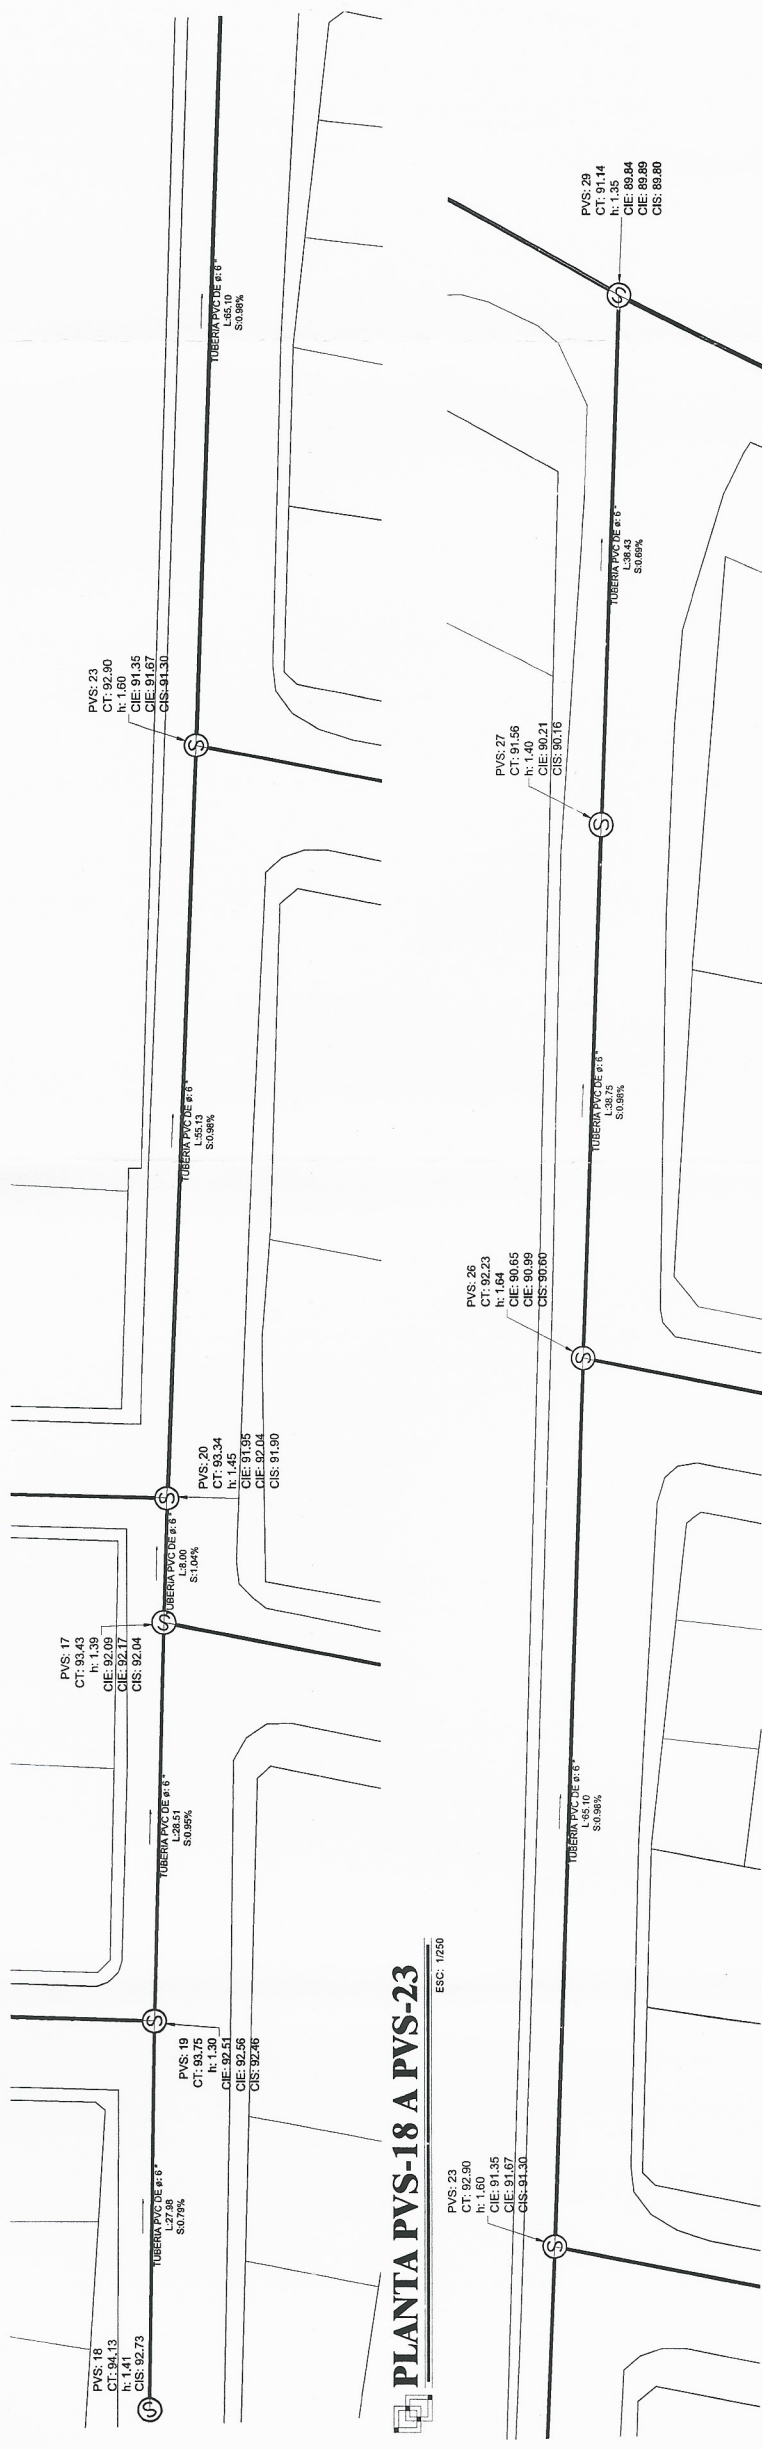 PVS: 18
CT: 94.13
h: 1.41
CIS: 92.73
TUBERIA PVC DE ø: 6"
L:27.98
S:0.79%
PVS: 19
CT: 93.75
h: 1.30
CIE: 92.51
CIE: 92.56
CIS: 92.46
TUBERIA PVC DE ø: 6"
L:28.51
S:0.95%
PVS: 17
CT: 93.43
h: 1.39
CIE: 92.09
CIE: 92.17
CIS: 92.04
TUBERIA PVC DE ø: 6"
L:8.00
S:1.04%
PVS: 20
CT: 93.34
h: 1.45
CIE: 91.95
CIE: 92.04
CIS: 91.90
TUBERIA PVC DE ø: 6"
L:55.13
S:0.98%
PVS: 23
CT: 92.90
h: 1.60
CIE: 91.35
CIE: 91.67
CIS: 91.30
TUBERIA PVC DE ø: 6"
L:65.10
S:0.98%
PLANTA PVS-18 A PVS-23
ESC: 1/250
PVS: 23
CT: 92.90
h: 1.60
CIE: 91.35
CIE: 91.67
CIS: 91.30
TUBERIA PVC DE ø: 6"
L:65.10
S:0.98%
PVS: 26
CT: 92.23
h: 1.64
CIE: 90.65
CIE: 90.99
CIS: 90.60
TUBERIA PVC DE ø: 6"
L:38.75
S:0.98%
PVS: 27
CT: 91.56
h: 1.40
CIE: 90.21
CIS: 90.16
TUBERIA PVC DE ø: 6"
L:38.43
S:0.69%
PVS: 29
CT: 91.14
h: 1.35
CIE: 89.84
CIE: 89.89
CIS: 89.80
S
S
S
S
S
S
S
S
S